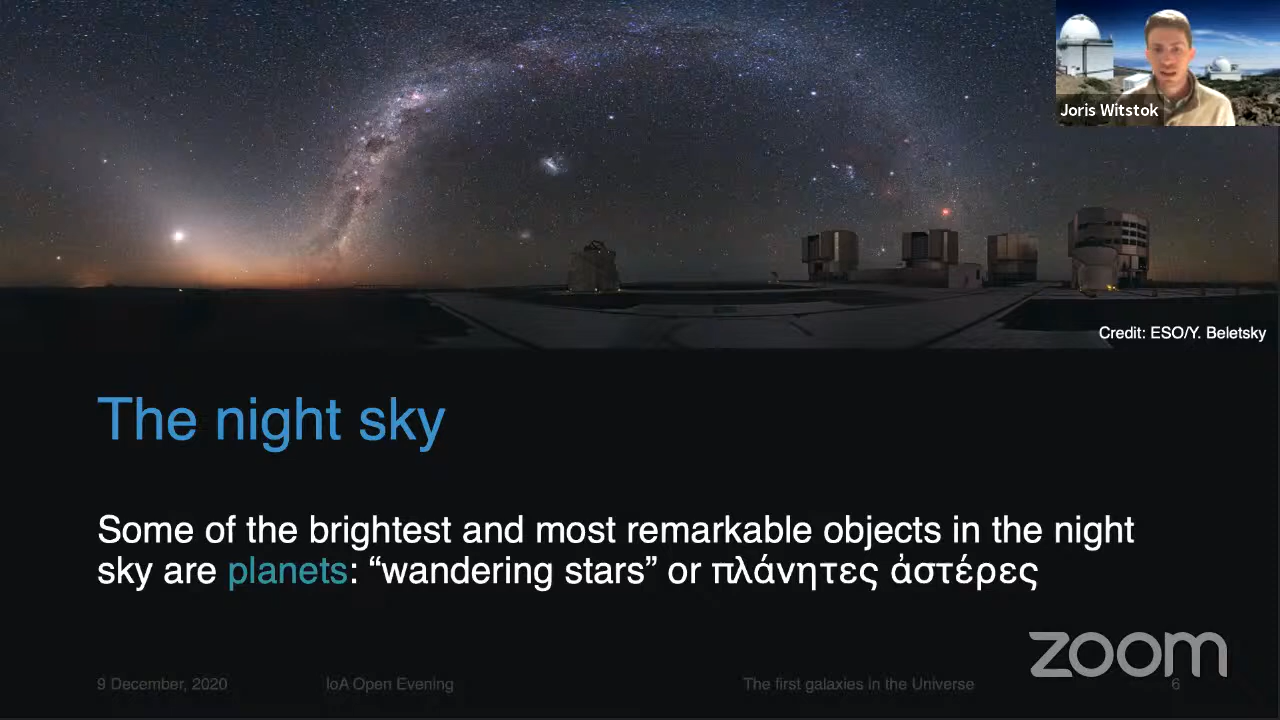 Joris Witstok
Credit: ESO/Y. Beletsky
The night sky
Some of the brightest and most remarkable objects in the night
sky are planets: “wandering stars” or πλάνητες ἀστέρες
zoom
9 December, 2020 IoA Open Evening The first galaxies in the Universe 6